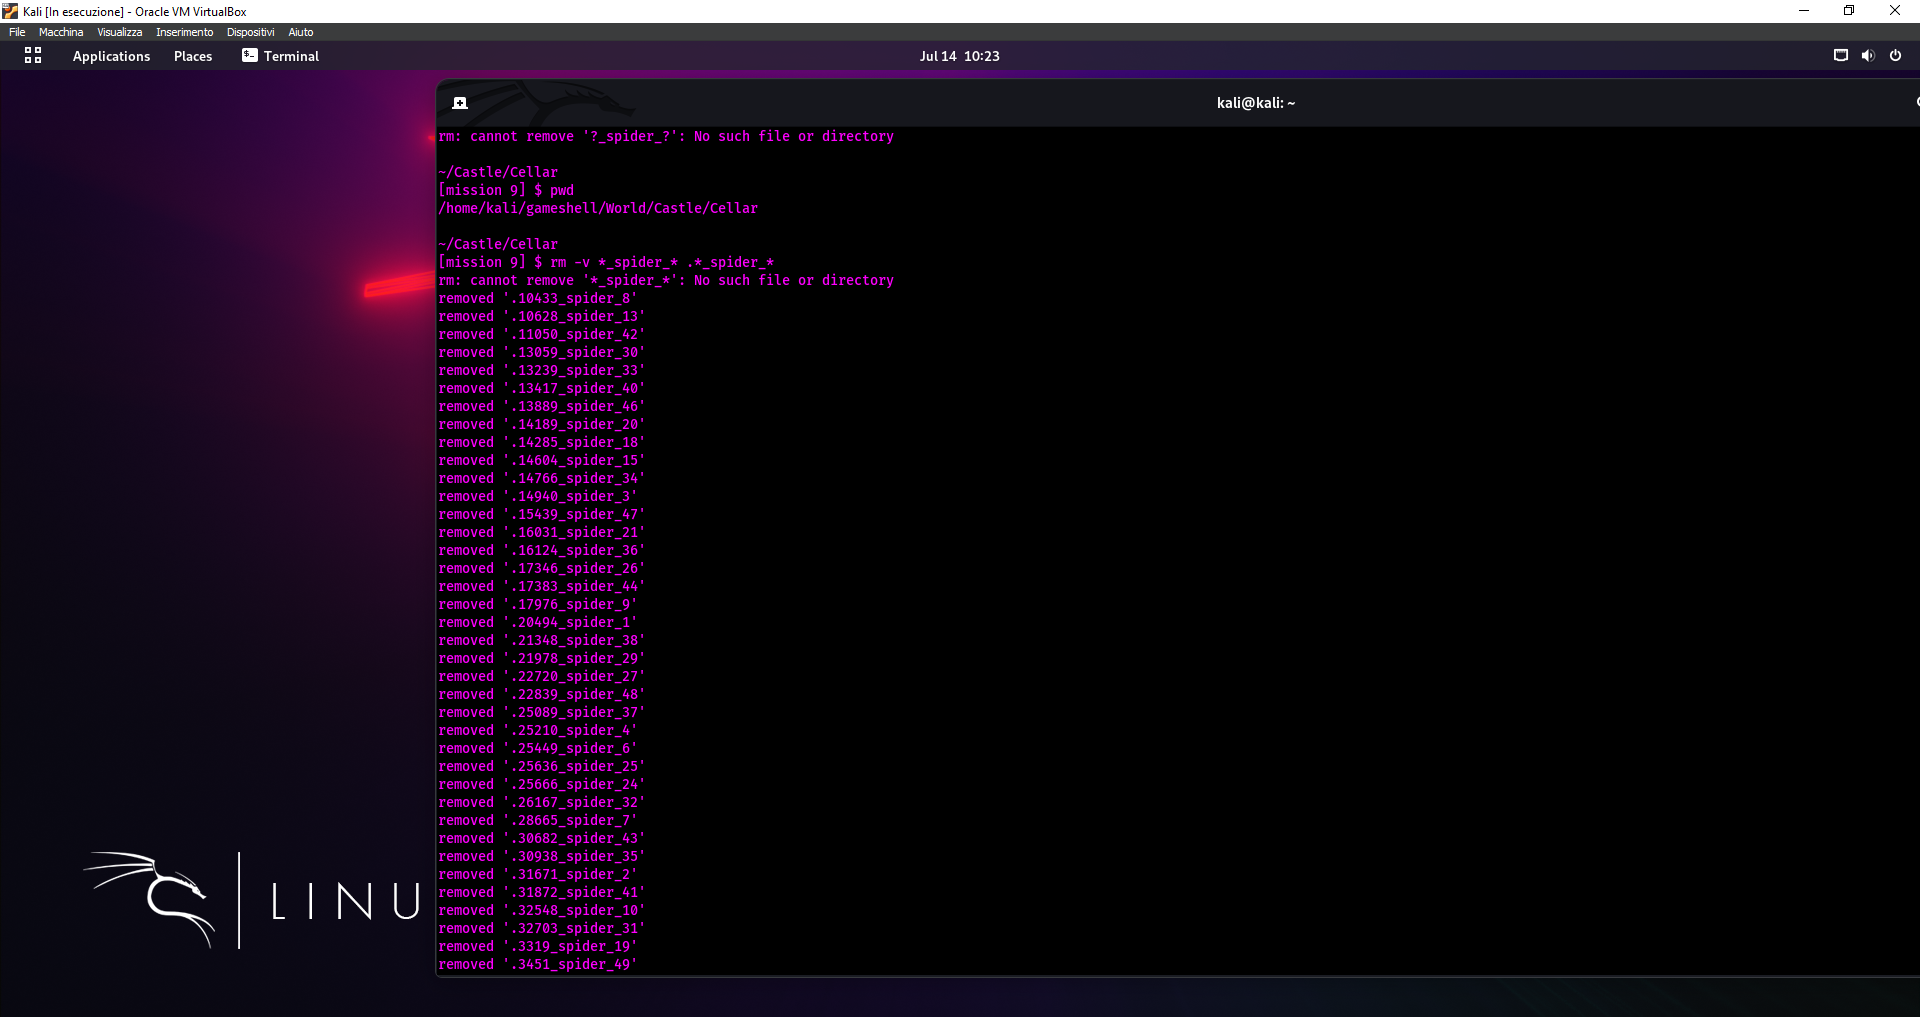 Kali [In esecuzione] - Oracle VM VirtualBox
File Macchina Visualizza Inserimento Dispositivi Aiuto
Applications Places Terminal Jul 14 10:23
kali@kali: ~
rm: cannot remove '?_spider_?': No such file or directory
~/Castle/Cellar
[mission 9] $ pwd
/home/kali/gameshell/World/Castle/Cellar
~/Castle/Cellar
[mission 9] $ rm -v *_spider_* .*_spider_*
rm: cannot remove '*_spider_*': No such file or directory
removed '.10433_spider_8'
removed '.10628_spider_13'
removed '.11050_spider_42'
removed '.13059_spider_30'
removed '.13239_spider_33'
removed '.13417_spider_40'
removed '.13889_spider_46'
removed '.14189_spider_20'
removed '.14285_spider_18'
removed '.14604_spider_15'
removed '.14766_spider_34'
removed '.14940_spider_3'
removed '.15439_spider_47'
removed '.16031_spider_21'
removed '.16124_spider_36'
removed '.17346_spider_26'
removed '.17383_spider_44'
removed '.17976_spider_9'
removed '.20494_spider_1'
removed '.21348_spider_38'
removed '.21978_spider_29'
removed '.22720_spider_27'
removed '.22839_spider_48'
removed '.25089_spider_37'
removed '.25210_spider_4'
removed '.25449_spider_6'
removed '.25636_spider_25'
removed '.25666_spider_24'
removed '.26167_spider_32'
removed '.28665_spider_7'
removed '.30682_spider_43'
removed '.30938_spider_35'
removed '.31671_spider_2'
removed '.31872_spider_41'
removed '.32548_spider_10'
removed '.32703_spider_31'
removed '.3319_spider_19'
removed '.3451_spider_49'
LINU